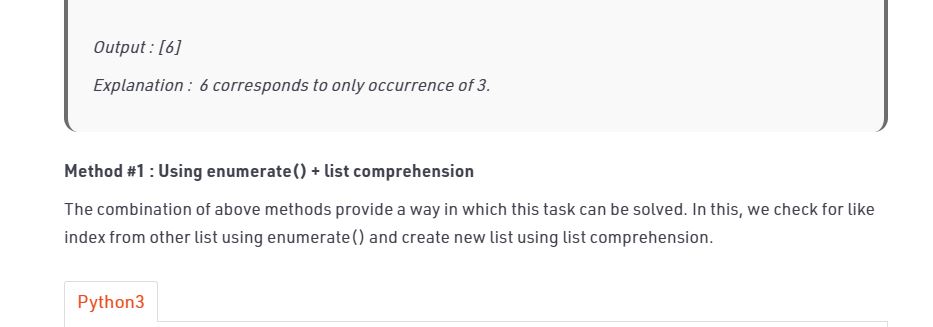 Output : [6]
Explanation :  6 corresponds to only occurrence of 3.
Method #1 : Using enumerate() + list comprehension
The combination of above methods provide a way in which this task can be solved. In this, we check for like
index from other list using enumerate() and create new list using list comprehension.
Python3